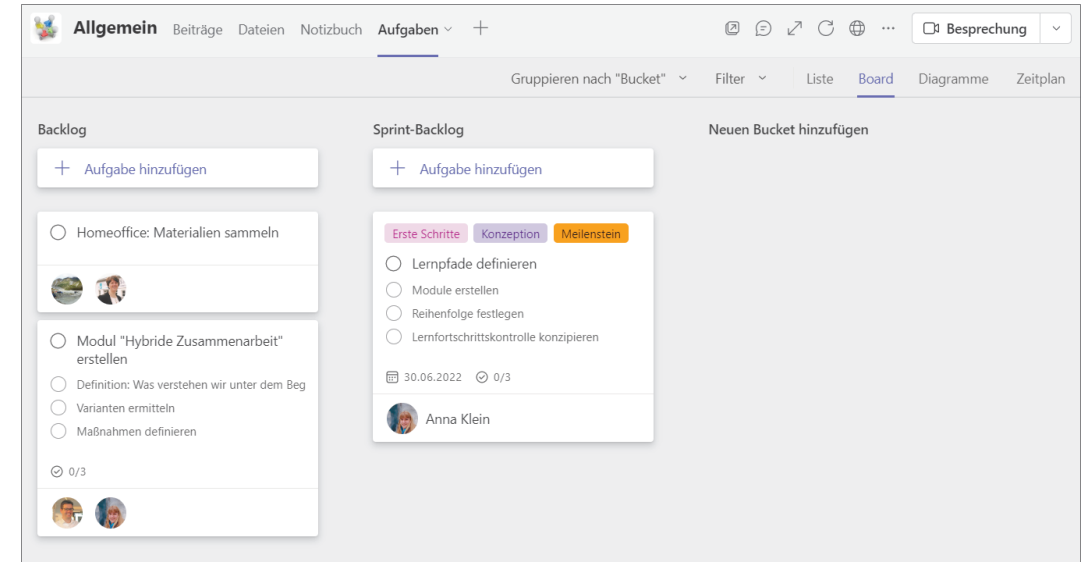 Allgemein Beiträge Dateien Notizbuch Aufgaben Besprechung
Gruppieren nach "Bucket" Filter Liste Board Diagramme Zeitplan
Backlog
Aufgabe hinzufügen
Homeoffice: Materialien sammeln
Modul "Hybride Zusammenarbeit"
erstellen
Definition: Was verstehen wir unter dem Beg
Varianten ermitteln
Maßnahmen definieren
0/3
Sprint-Backlog
Aufgabe hinzufügen
Erste Schritte Konzeption Meilenstein
Lernpfade definieren
Module erstellen
Reihenfolge festlegen
Lernfortschrittskontrolle konzipieren
30.06.2022 0/3
Anna Klein
Neuen Bucket hinzufügen